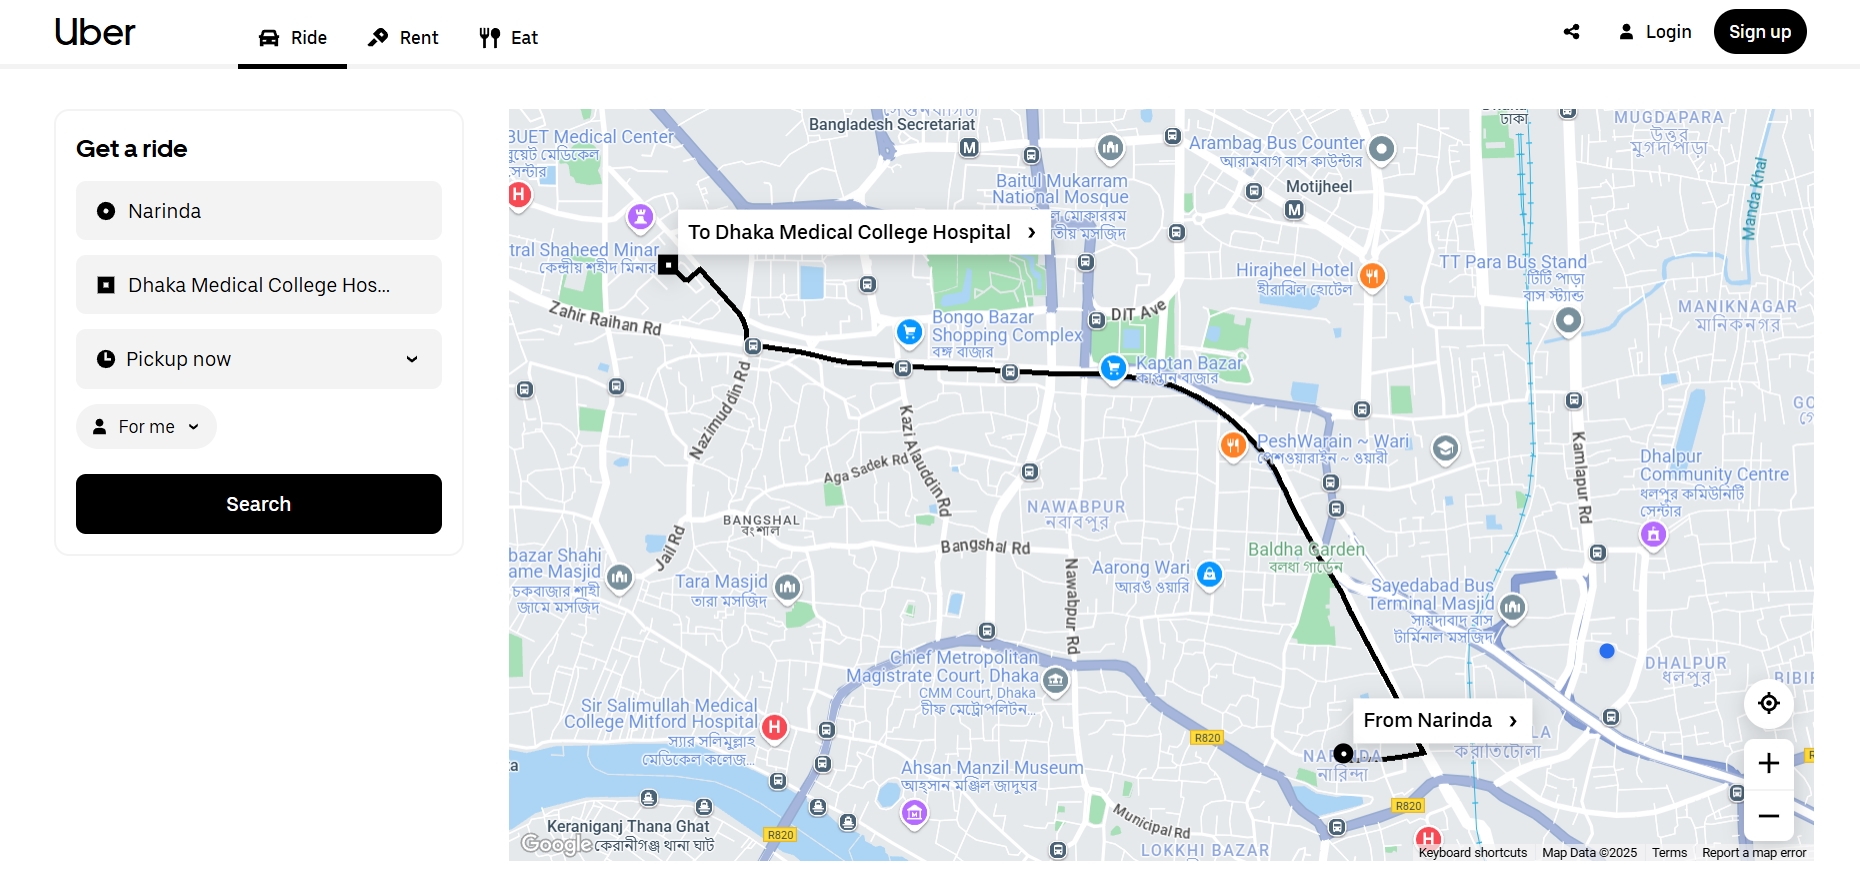 Uber
Ride
Rent
Eat
Login
Sign up
Get a ride
Narinda
Dhaka Medical College Hos...
Pickup now
For me
Search
BUET Medical Center
বুয়েট মেডিকেল
সেন্টার
Bangladesh Secretariat
M
Arambag Bus Counter
আরামবাগ বাস কাউন্টার
ঢাকা
MUGDAPARA
উত্তর
মুগদাপাড়া
Manda Khal
H
Baitul Mukarram
National Mosque
মোকাররম
তীয় মসজিদ
Motijheel
M
To Dhaka Medical College Hospital
tral Shaheed Minar
কেন্দ্রীয় শহীদ মিনার
Hirajheel Hotel
হীরাঝিল হোটেল
TT Para Bus Stand
টিটি পাড়া
বাস স্ট্যান্ড
MANIKNAGAR
মানিকনগর
Zahir Raihan Rd
Bongo Bazar
Shopping Complex
বঙ্গ বাজার
DIT Ave
Kaptan Bazar
কাপ্তান বাজার
Nazimuddin Rd
Kazi Alauddin Rd
Aga Sadek Rd
PeshWarain ~ Wari
পেশওয়ারাইন ~ ওয়ারী
Kamlapur Rd
Dhalpur
Community Centre
ধলপুর কমিউনিটি
সেন্টার
NAWABPUR
নবাবপুর
BANGSHAL
বংশাল
Jail Rd
Bangshal Rd
Nawabpur Rd
Baldha Garden
বলধা গার্ডেন
bazar Shahi
ame Masjid
চকবাজার শাহী
জামে মসজিদ
Tara Masjid
তারা মসজিদ
Aarong Wari
আরঙ ওয়ারি
Sayedabad Bus
Terminal Masjid
সায়দাবাদ বাস
টার্মিনাল মসজিদ
Chief Metropolitan
Magistrate Court, Dhaka
CMM Court, Dhaka
চীফ মেট্রোপলিটন...
DHALPUR
ধলপুর
Sir Salimullah Medical
College Mitford Hospital
স্যার সলিমুল্লাহ
মেডিকেল কলেজ...
H
From Narinda
করাতিটোলা
নারিন্দা
R820
Ahsan Manzil Museum
আহসান মঞ্জিল জাদুঘর
R820
R820
Municipal Rd
Keraniganj Thana Ghat
কেরানীগঞ্জ থানা ঘাট
LOKKHI BAZAR
H
Google
Keyboard shortcuts
Map Data ©2025
Terms
Report a map error